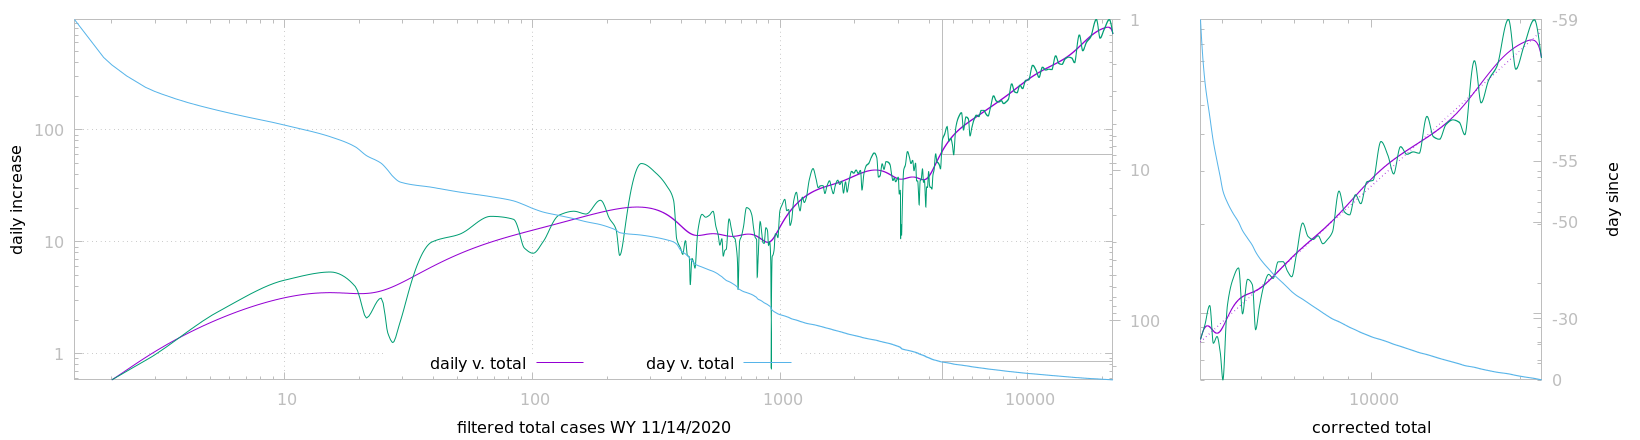 daily increase
100
10
1
daily v. total
day v. total
1
10
100
10
100
1000
10000
filtered total cases WY 11/14/2020
-59
-55
-50
-30
0
day since
10000
corrected total